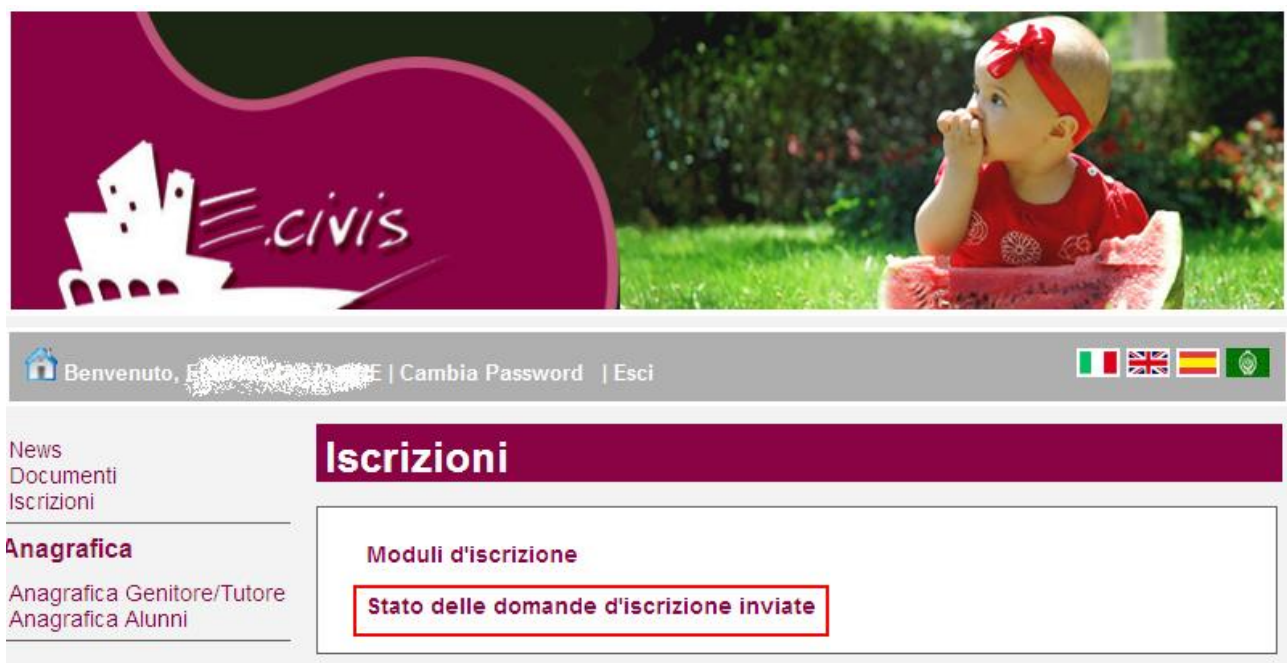 E.civis
Benvenuto, | Cambia Password | Esci
News
Documenti
Iscrizioni
Anagrafica
Anagrafica Genitore/Tutore
Anagrafica Alunni
Iscrizioni
Moduli d'iscrizione
Stato delle domande d'iscrizione inviate